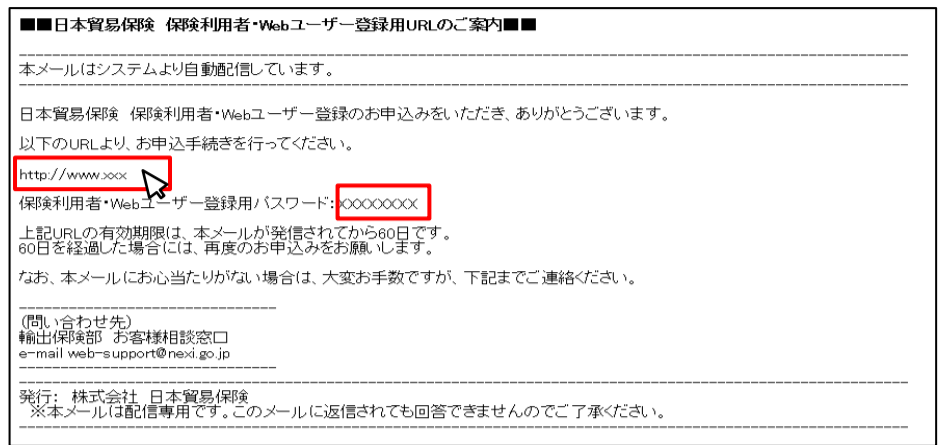 ■■日本貿易保険 保険利用者・Webユーザー登録用URLのご案内■■
------------------------------------------------------------
本メールはシステムより自動配信しています。
------------------------------------------------------------
日本貿易保険 保険利用者・Webユーザー登録のお申込みをいただき、ありがとうございます。
以下のURLより、お申込手続きを行ってください。
http://www.xxx
保険利用者・Webユーザー登録用パスワード:xxxxxxxxx
上記URLの有効期限は、本メールが発信されてから60日です。
60日を経過した場合には、再度のお申込みをお願いします。
なお、本メールにお心当たりがない場合は、大変お手数ですが、下記までご連絡ください。
------------------------------
(問い合わせ先)
輸出保険部 お客様相談窓口
e-mail web-support@nexi.go.jp
------------------------------
------------------------------------------------------------
発行: 株式会社 日本貿易保険
※本メールは配信専用です。このメールに返信されても回答できませんのでご了承ください。
------------------------------------------------------------